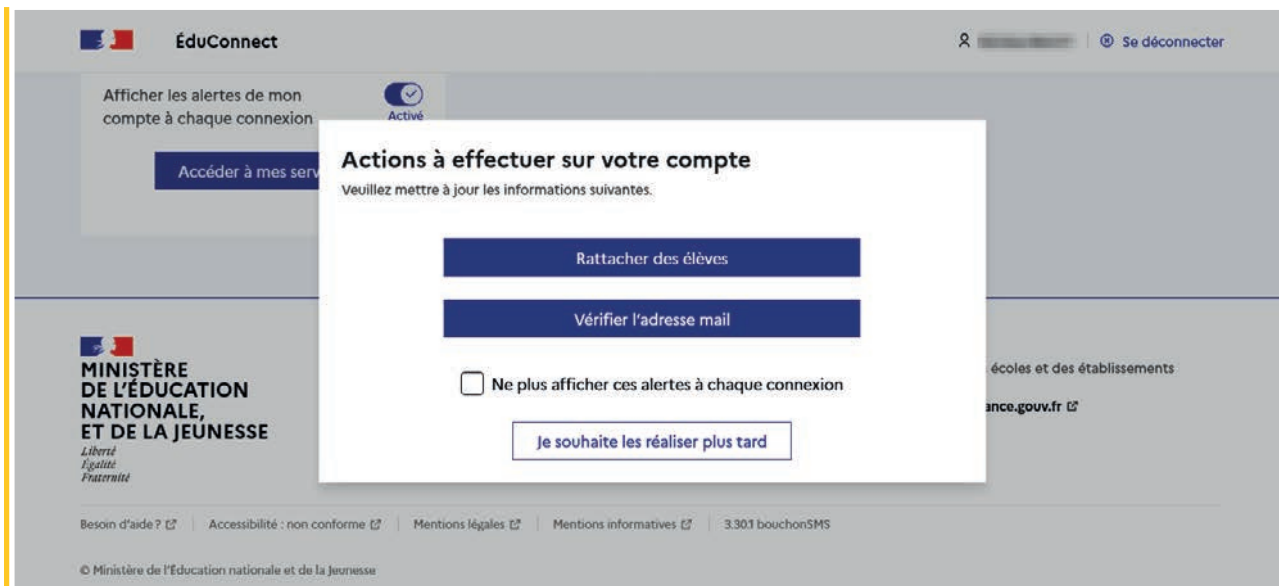 ÉduConnect
Se déconnecter
Afficher les alertes de mon
compte à chaque connexion
Activé
Accéder à mes serv
Actions à effectuer sur votre compte
Veuillez mettre à jour les informations suivantes.
Rattacher des élèves
Vérifier l'adresse mail
Ne plus afficher ces alertes à chaque connexion
Je souhaite les réaliser plus tard
MINISTÈRE
DE L'ÉDUCATION
NATIONALE,
ET DE LA JEUNESSE
Liberté
Égalité
Fraternité
écoles et des établissements
ance.gouv.fr
Besoin d'aide ? Accessibilité : non conforme Mentions légales Mentions informatives 3.30.1 bouchonSMS
© Ministère de l'Éducation nationale et de la Jeunesse